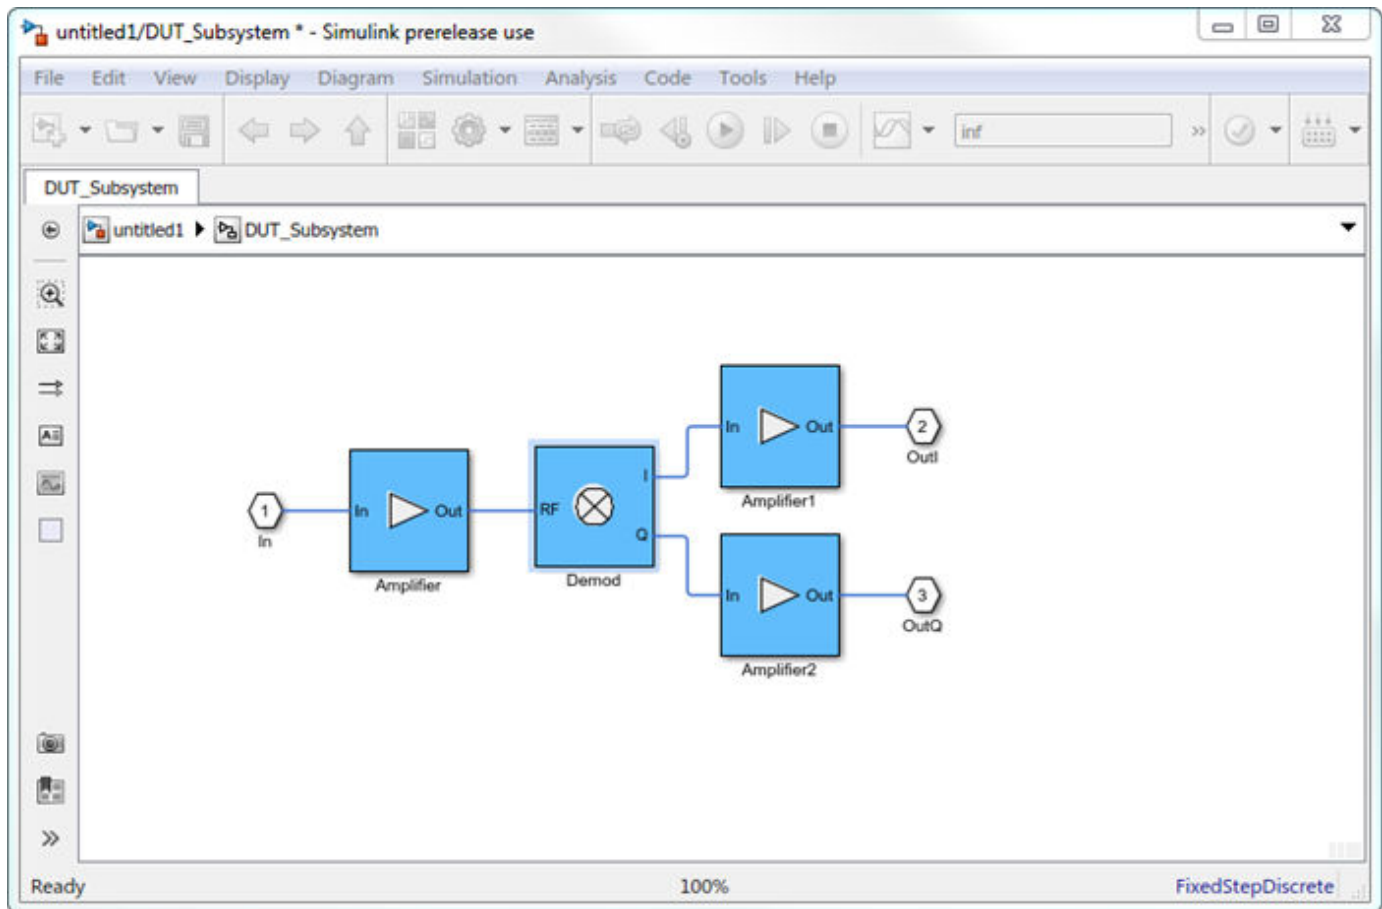 untitled1/DUT_Subsystem * - Simulink prerelease use
File Edit View Display Diagram Simulation Analysis Code Tools Help
inf
DUT_Subsystem
untitled1 DUT_Subsystem
In Out
Amplifier1
2
OutI
1
In
In Out
Amplifier
RF I Q
Demod
In Out
Amplifier2
3
OutQ
Ready 100% FixedStepDiscrete